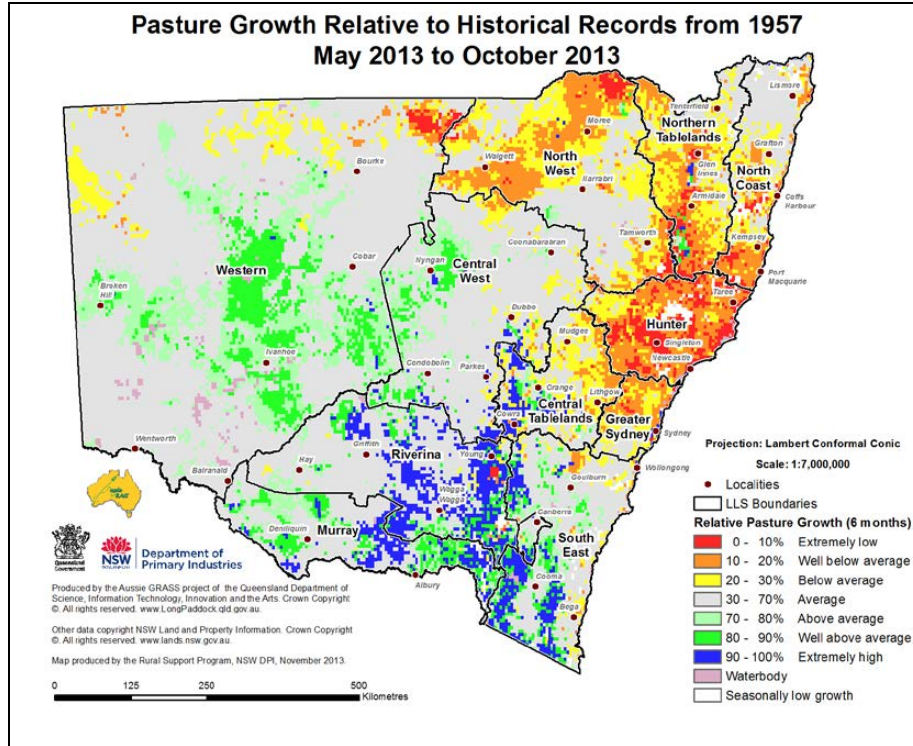 Pasture Growth Relative to Historical Records from 1957
May 2013 to October 2013
Lismore
Tenterfield
Northern
Tablelands
Moree
Grafton
North
Coast
Glen
Innes
Walgett
North
West
Narrabri
Bourke
Armidale
Coffs
Harbour
Coonabarabran
Tamworth
Kempsey
Port
Macquarie
Western
Cobar
Nyngan
Central
West
Broken
Hill
Taree
Dubbo
Hunter
Mudgee
Singleton
Newcastle
Ivanhoe
Condobolin
Parkes
Orange
Lithgow
Central
Tablelands
Greater
Sydney
Cowra
Sydney
Wentworth
Griffith
Riverina
Young
Hay
Balranald
Goulburn
Wollongong
Wagga
Wagga
Canberra
Deniliquin
Murray
South
East
Albury
Cooma
Bega
Projection: Lambert Conformal Conic
Scale: 1:7,000,000
Localities
LLS Boundaries
Relative Pasture Growth (6 months)
0 - 10% Extremely low
10 - 20% Well below average
20 - 30% Below average
30 - 70% Average
70 - 80% Above average
80 - 90% Well above average
90 - 100% Extremely high
Waterbody
Seasonally low growth
Queensland
Government
NSW
Department of
Primary Industries
Produced by the Aussie GRASS project of the Queensland Department of
Science, Information Technology, Innovation and the Arts. Crown Copyright
©. All rights reserved. www.LongPaddock.qld.gov.au.
Other data copyright NSW Land and Property Information. Crown Copyright
©. All rights reserved. www.lands.nsw.gov.au.
Map produced by the Rural Support Program, NSW DPI, November 2013.
0 125 250 500
Kilometres